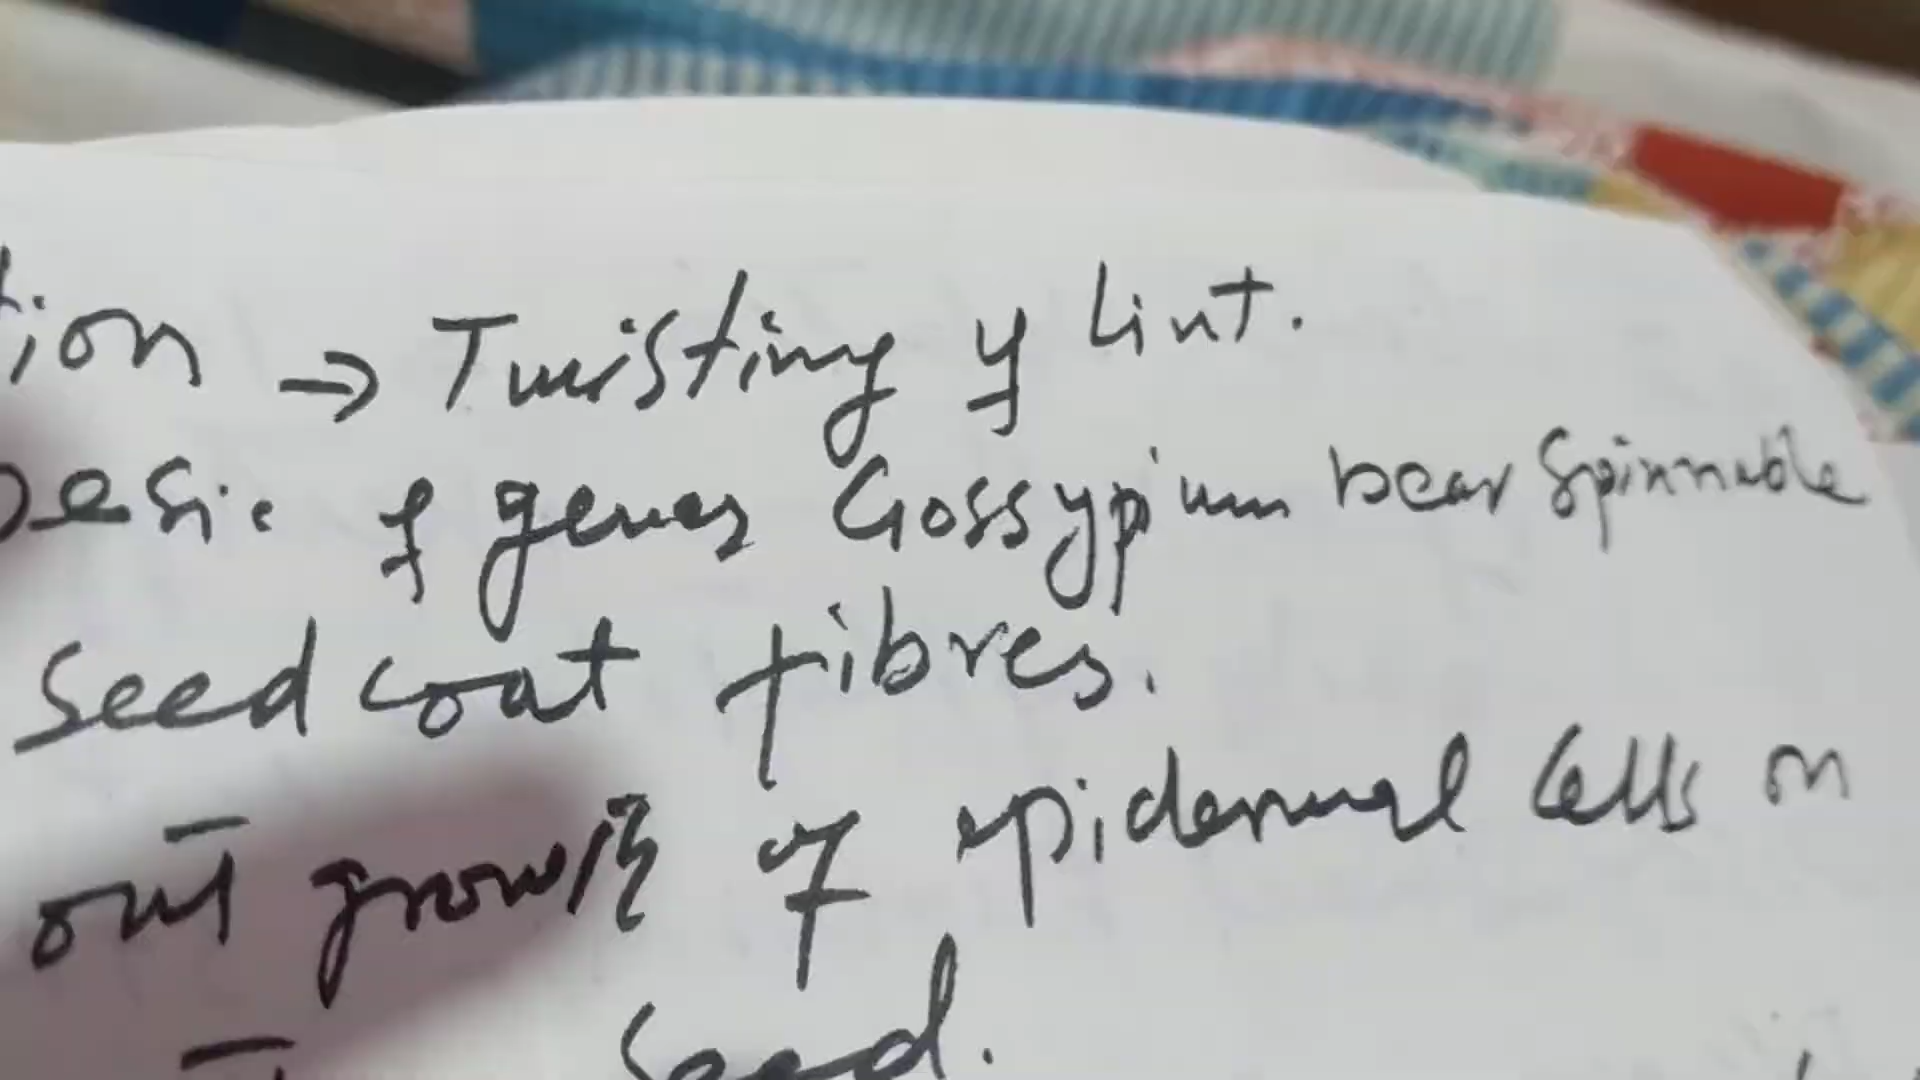 tion → Twisting of Lint.
of genus Gossypium bear Spinnable
Seed coat fibres.
out growth of epidermal Cells on
Seed.